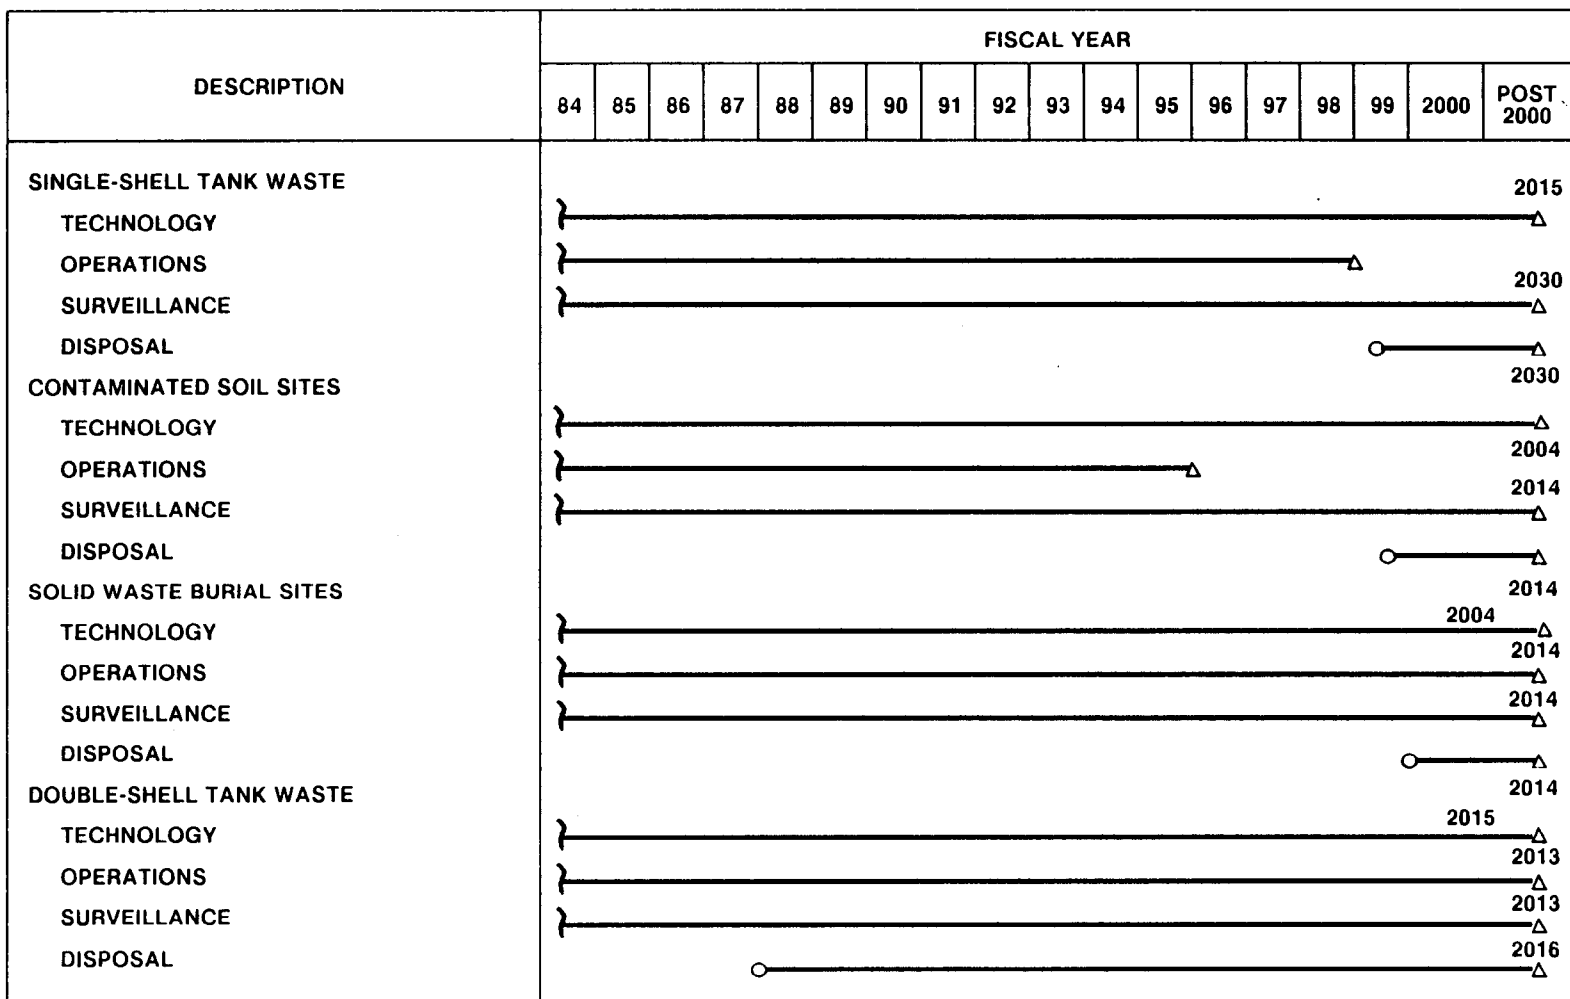 DESCRIPTION
FISCAL YEAR
84 85 86 87 88 89 90 91 92 93 94 95 96 97 98 99 2000 POST 2000
SINGLE-SHELL TANK WASTE
2015
TECHNOLOGY
OPERATIONS
2030
SURVEILLANCE
DISPOSAL
2030
CONTAMINATED SOIL SITES
TECHNOLOGY
2004
OPERATIONS
2014
SURVEILLANCE
DISPOSAL
2014
SOLID WASTE BURIAL SITES
2004
TECHNOLOGY
2014
OPERATIONS
2014
SURVEILLANCE
DISPOSAL
2014
DOUBLE-SHELL TANK WASTE
2015
TECHNOLOGY
2013
OPERATIONS
2013
SURVEILLANCE
2016
DISPOSAL